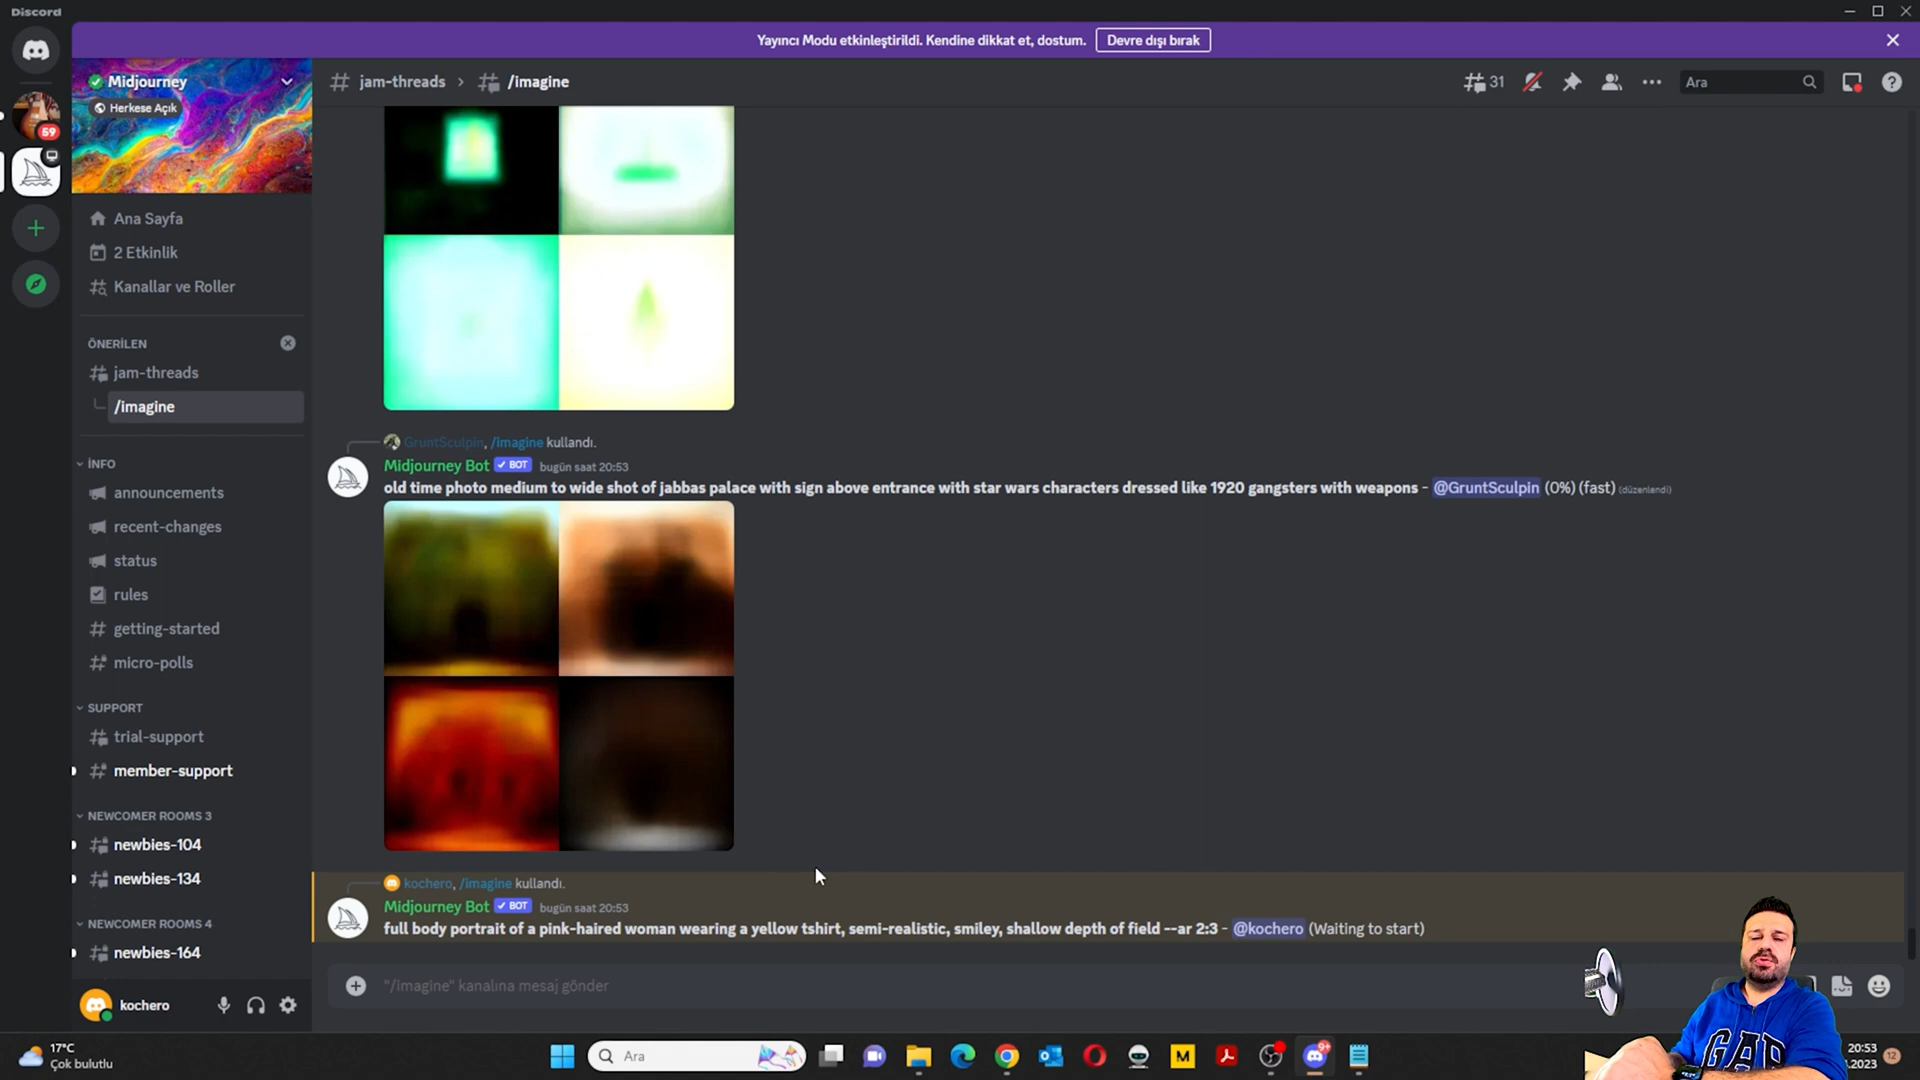 Discord
Yayıncı Modu etkinleştirildi. Kendine dikkat et, dostum.
Devre dışı bırak
59
Midjourney
Herkese Açık
Ana Sayfa
2 Etkinlik
Kanallar ve Roller
ÖNERİLEN
jam-threads
/imagine
İNFO
announcements
recent-changes
status
rules
getting-started
micro-polls
SUPPORT
trial-support
member-support
NEWCOMER ROOMS 3
newbies-104
newbies-134
NEWCOMER ROOMS 4
newbies-164
kochero
jam-threads > /imagine
31
Ara
GruntSculpin, /imagine kullandı.
Midjourney Bot BOT bugün saat 20:53
old time photo medium to wide shot of jabbas palace with sign above entrance with star wars characters dressed like 1920 gangsters with weapons - @GruntSculpin (0%) (fast) (düzenlendi)
kochero, /imagine kullandı.
Midjourney Bot BOT bugün saat 20:53
full body portrait of a pink-haired woman wearing a yellow tshirt, semi-realistic, smiley, shallow depth of field --ar 2:3 - @kochero (Waiting to start)
"/imagine" kanalına mesaj gönder
GAP
17°C
Çok bulutlu
Ara
M
9+
20:53
.2023
12